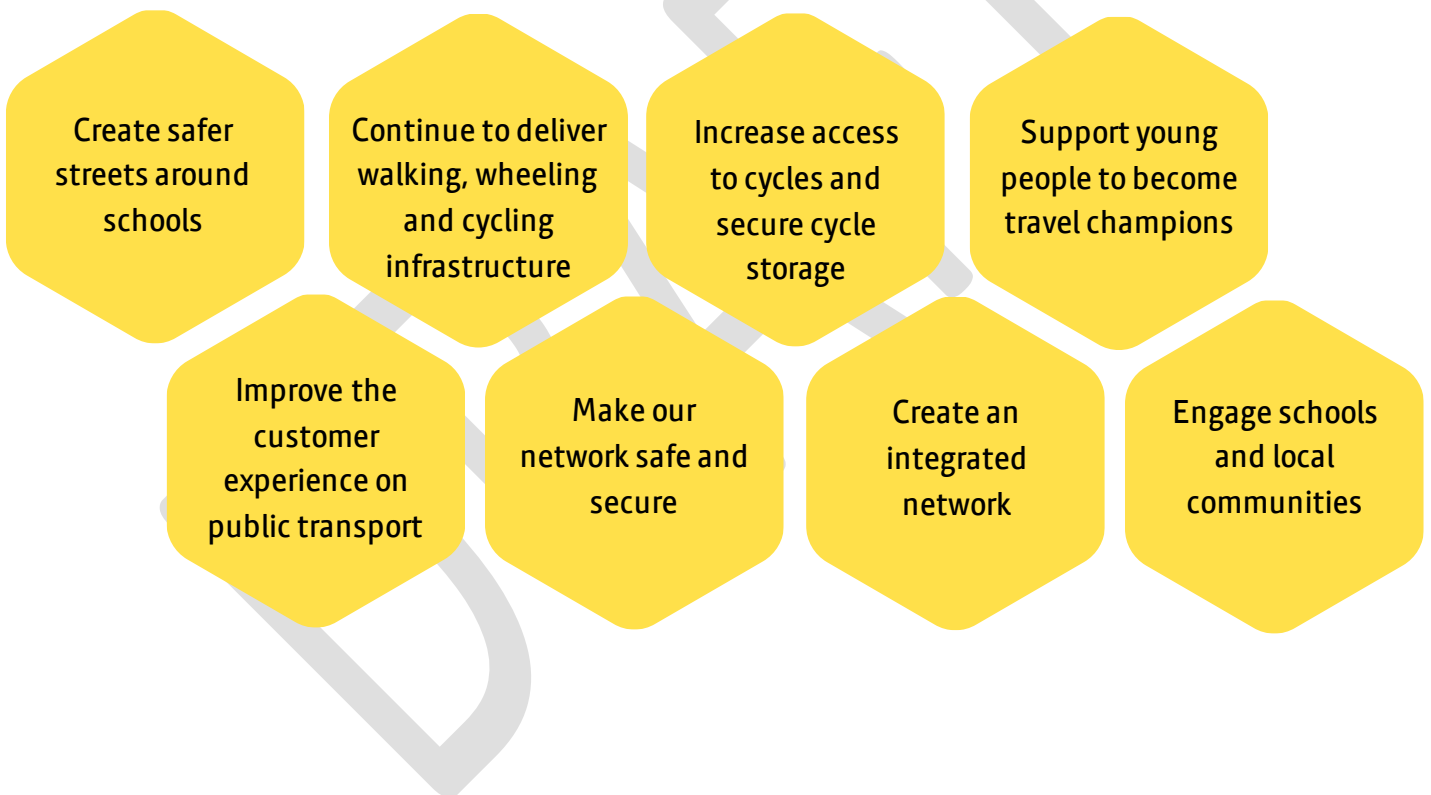 Create safer
streets around
schools
Continue to deliver
walking, wheeling
and cycling
infrastructure
Increase access
to cycles and
secure cycle
storage
Support young
people to become
travel champions
Improve the
customer
experience on
public transport
Make our
network safe and
secure
Create an
integrated
network
Engage schools
and local
communities